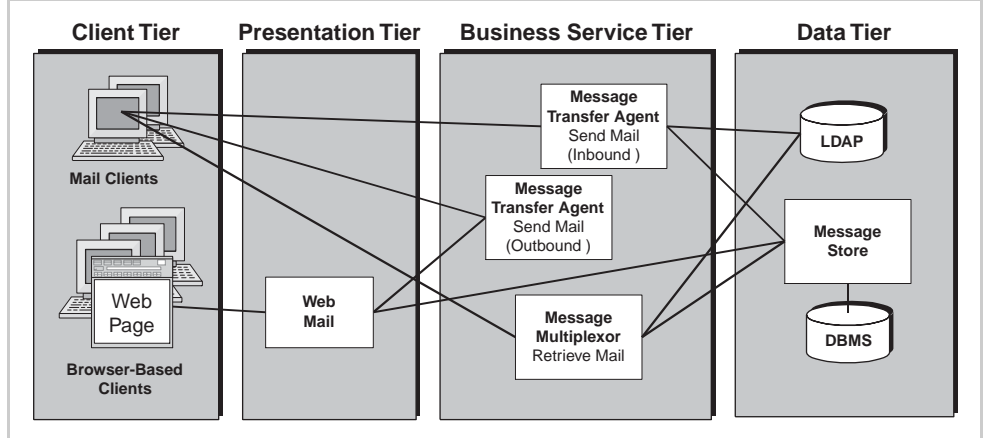 Client Tier
Presentation Tier
Business Service Tier
Data Tier
Mail Clients
Web
Page
Browser-Based
Clients
Web
Mail
Message
Transfer Agent
Send Mail
(Inbound )
Message
Transfer Agent
Send Mail
(Outbound )
Message
Multiplexor
Retrieve Mail
LDAP
Message
Store
DBMS